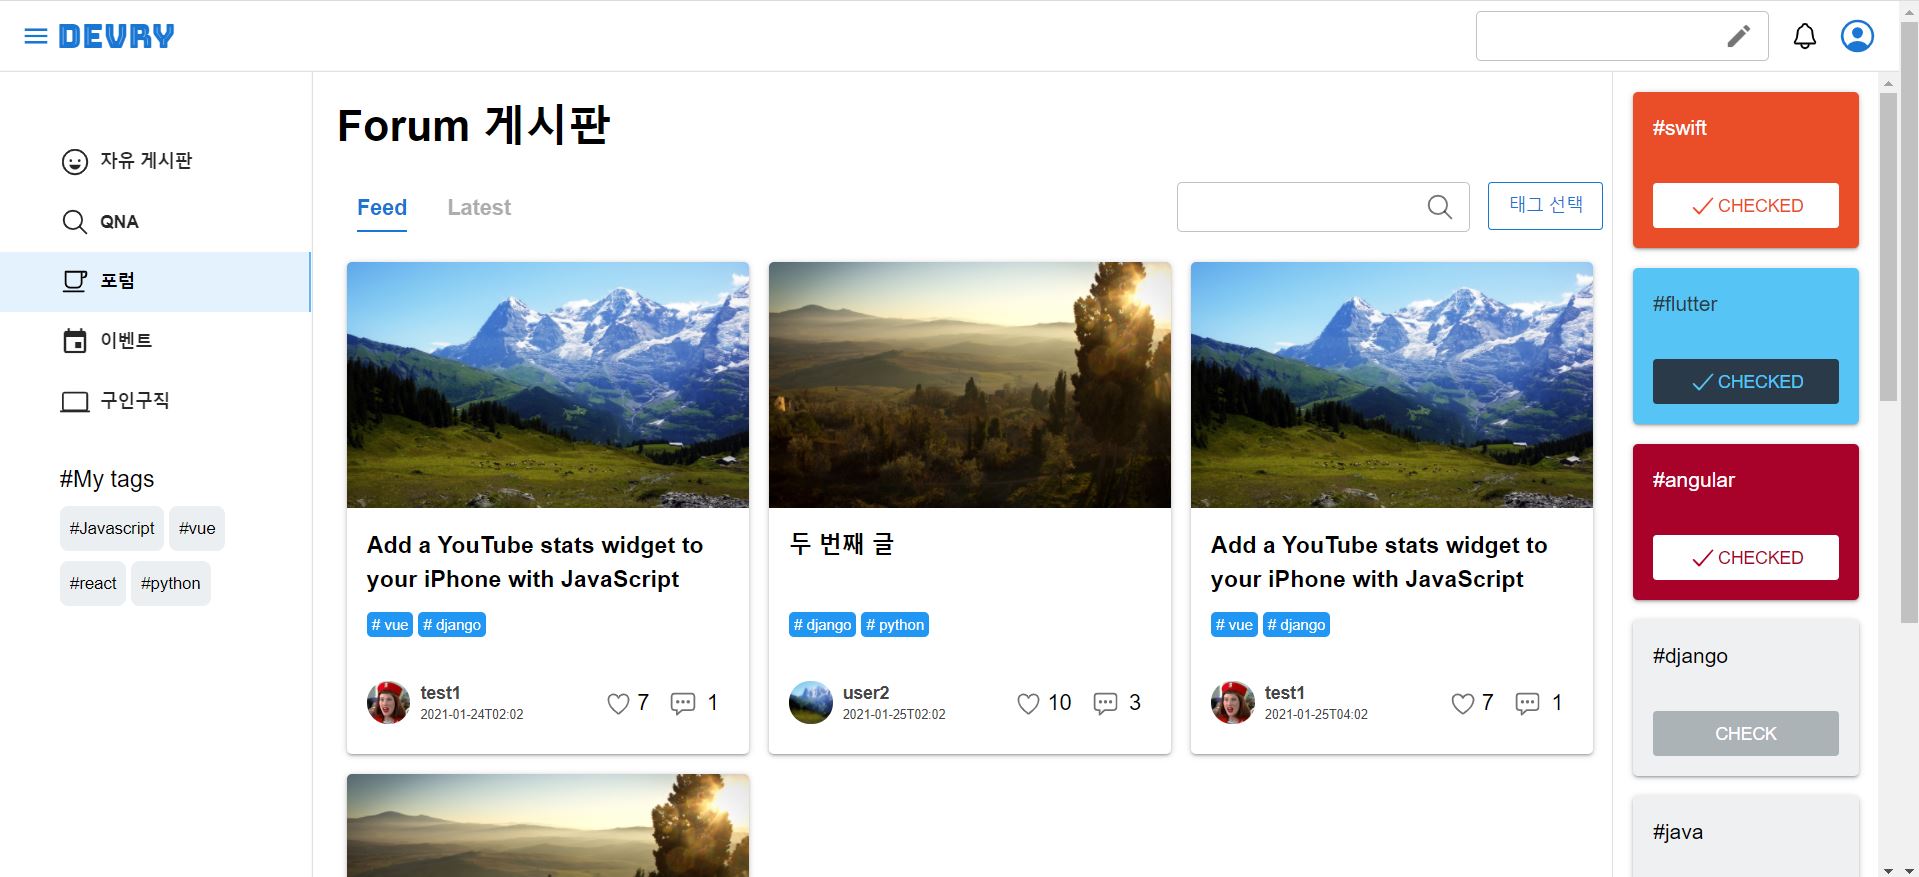 DEVRY
자유 게시판
QNA
포럼
이벤트
구인구직
#My tags
#Javascript #vue
#react #python
Forum 게시판
Feed Latest
태그 선택
Add a YouTube stats widget to
your iPhone with JavaScript
# vue # django
test1
2021-01-24T02:02
7 1
두 번째 글
# django # python
user2
2021-01-25T02:02
10 3
Add a YouTube stats widget to
your iPhone with JavaScript
# vue # django
test1
2021-01-25T04:02
7 1
#swift
CHECKED
#flutter
CHECKED
#angular
CHECKED
#django
CHECK
#java